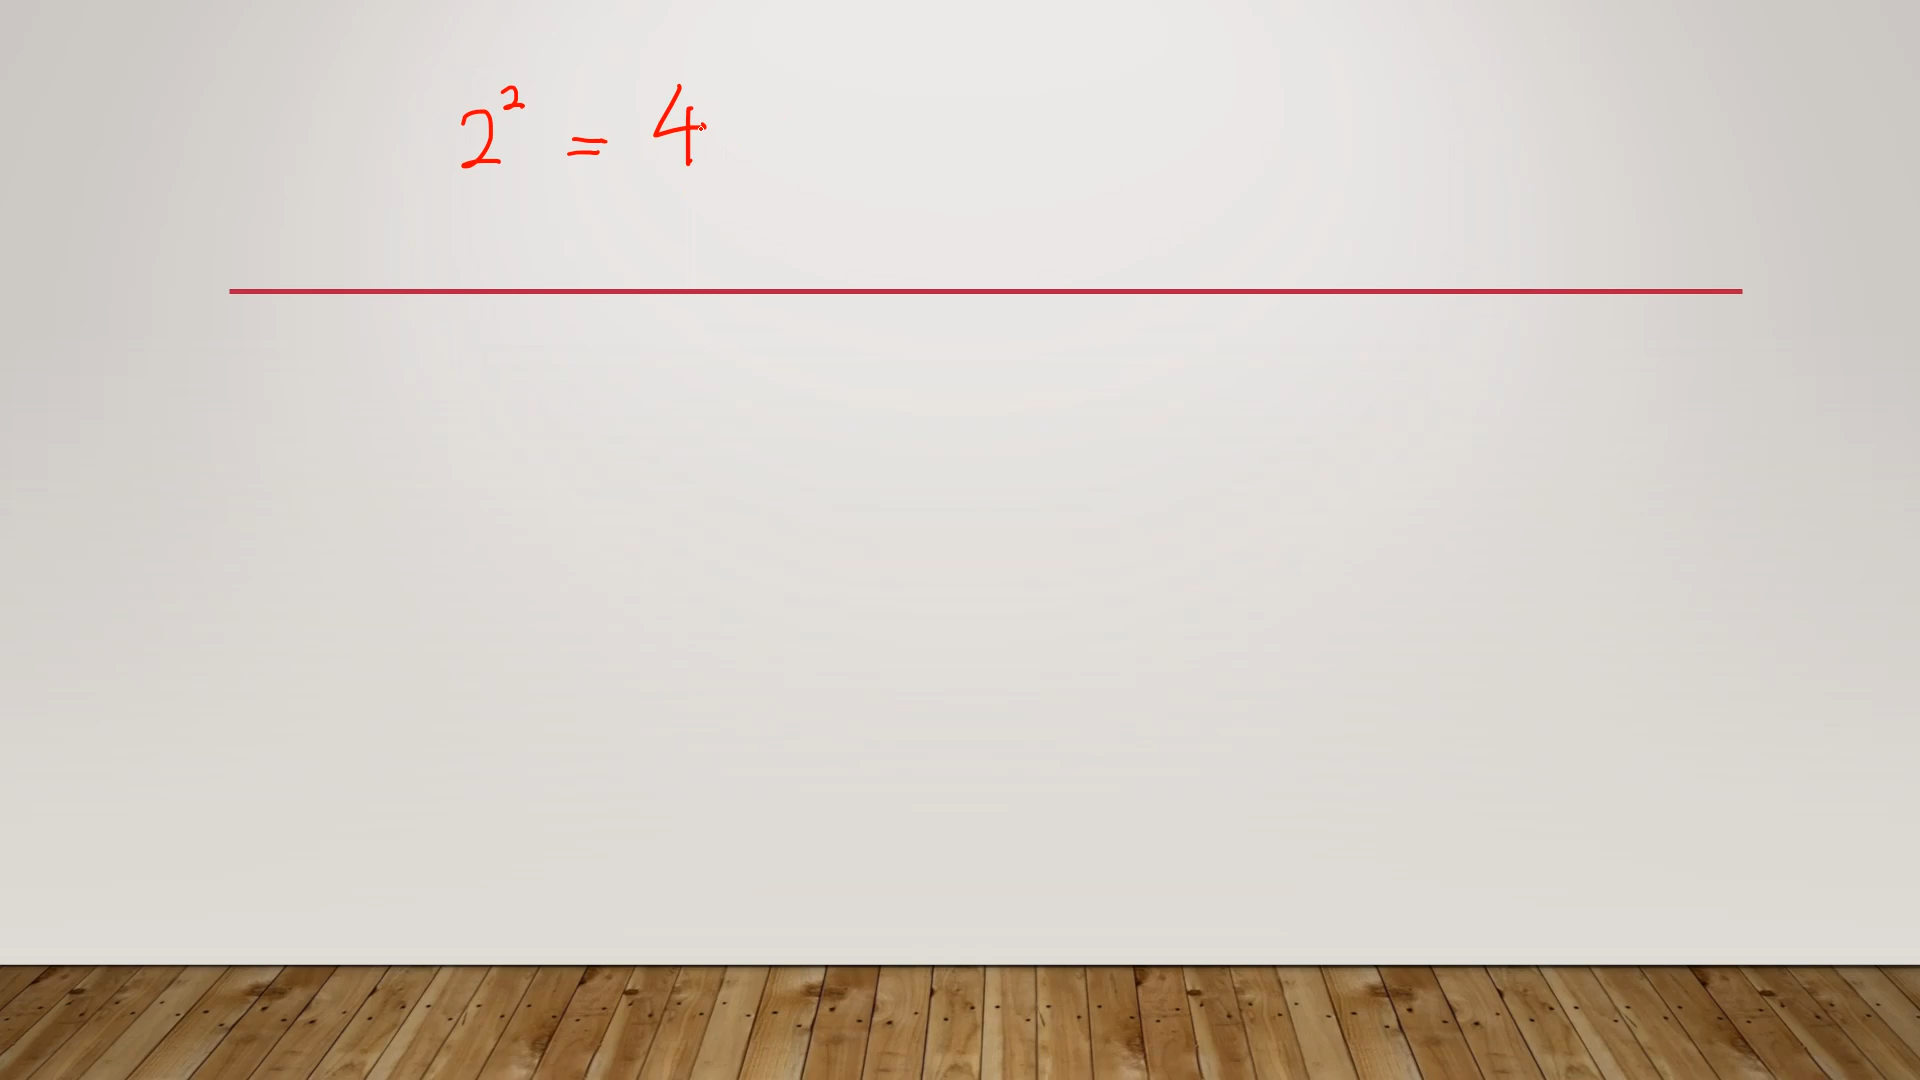 2² = 4